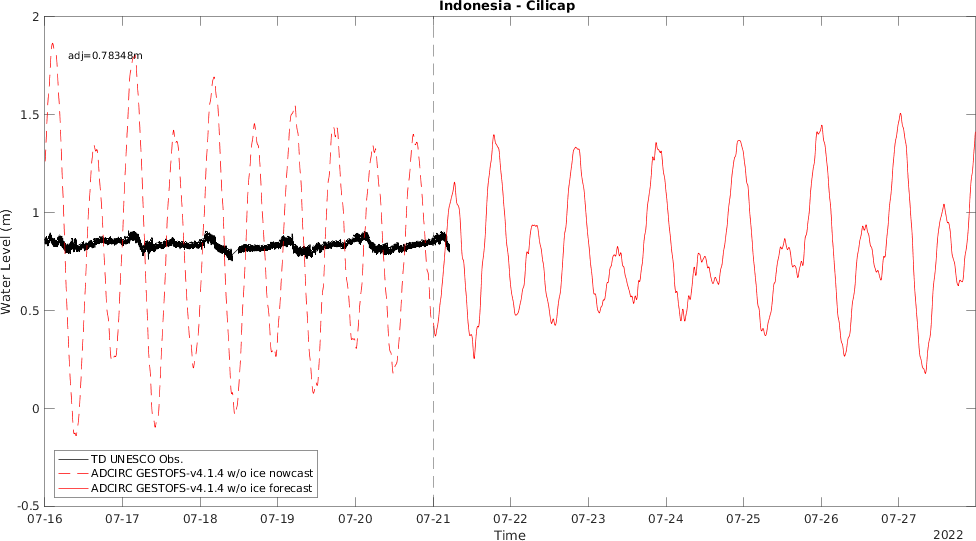 Indonesia - Cilicap
adj=0.78348m
2
1.5
1
0.5
0
-0.5
Water Level (m)
TD UNESCO Obs.
ADCIRC GESTOFS-v4.1.4 w/o ice nowcast
ADCIRC GESTOFS-v4.1.4 w/o ice forecast
07-16 07-17 07-18 07-19 07-20 07-21 07-22 07-23 07-24 07-25 07-26 07-27
Time
2022